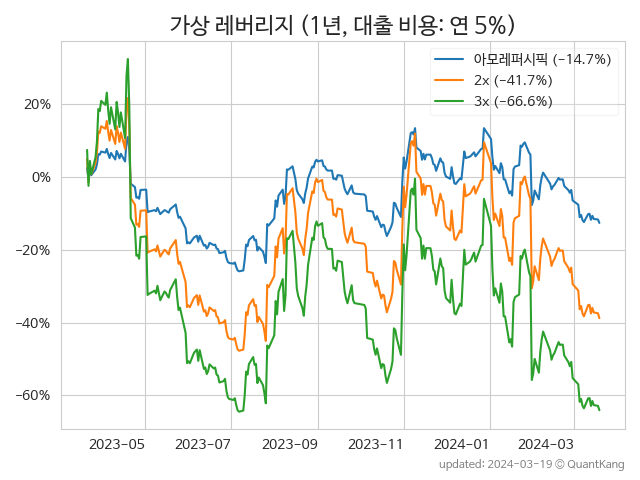 가상 레버리지 (1년, 대출 비용: 연 5%)
아모레퍼시픽 (−14.7%)
2x (−41.7%)
3x (−66.6%)
20%
0%
−20%
−40%
−60%
2023-05 2023-07 2023-09 2023-11 2024-01 2024-03
updated: 2024-03-19 © QuantKang